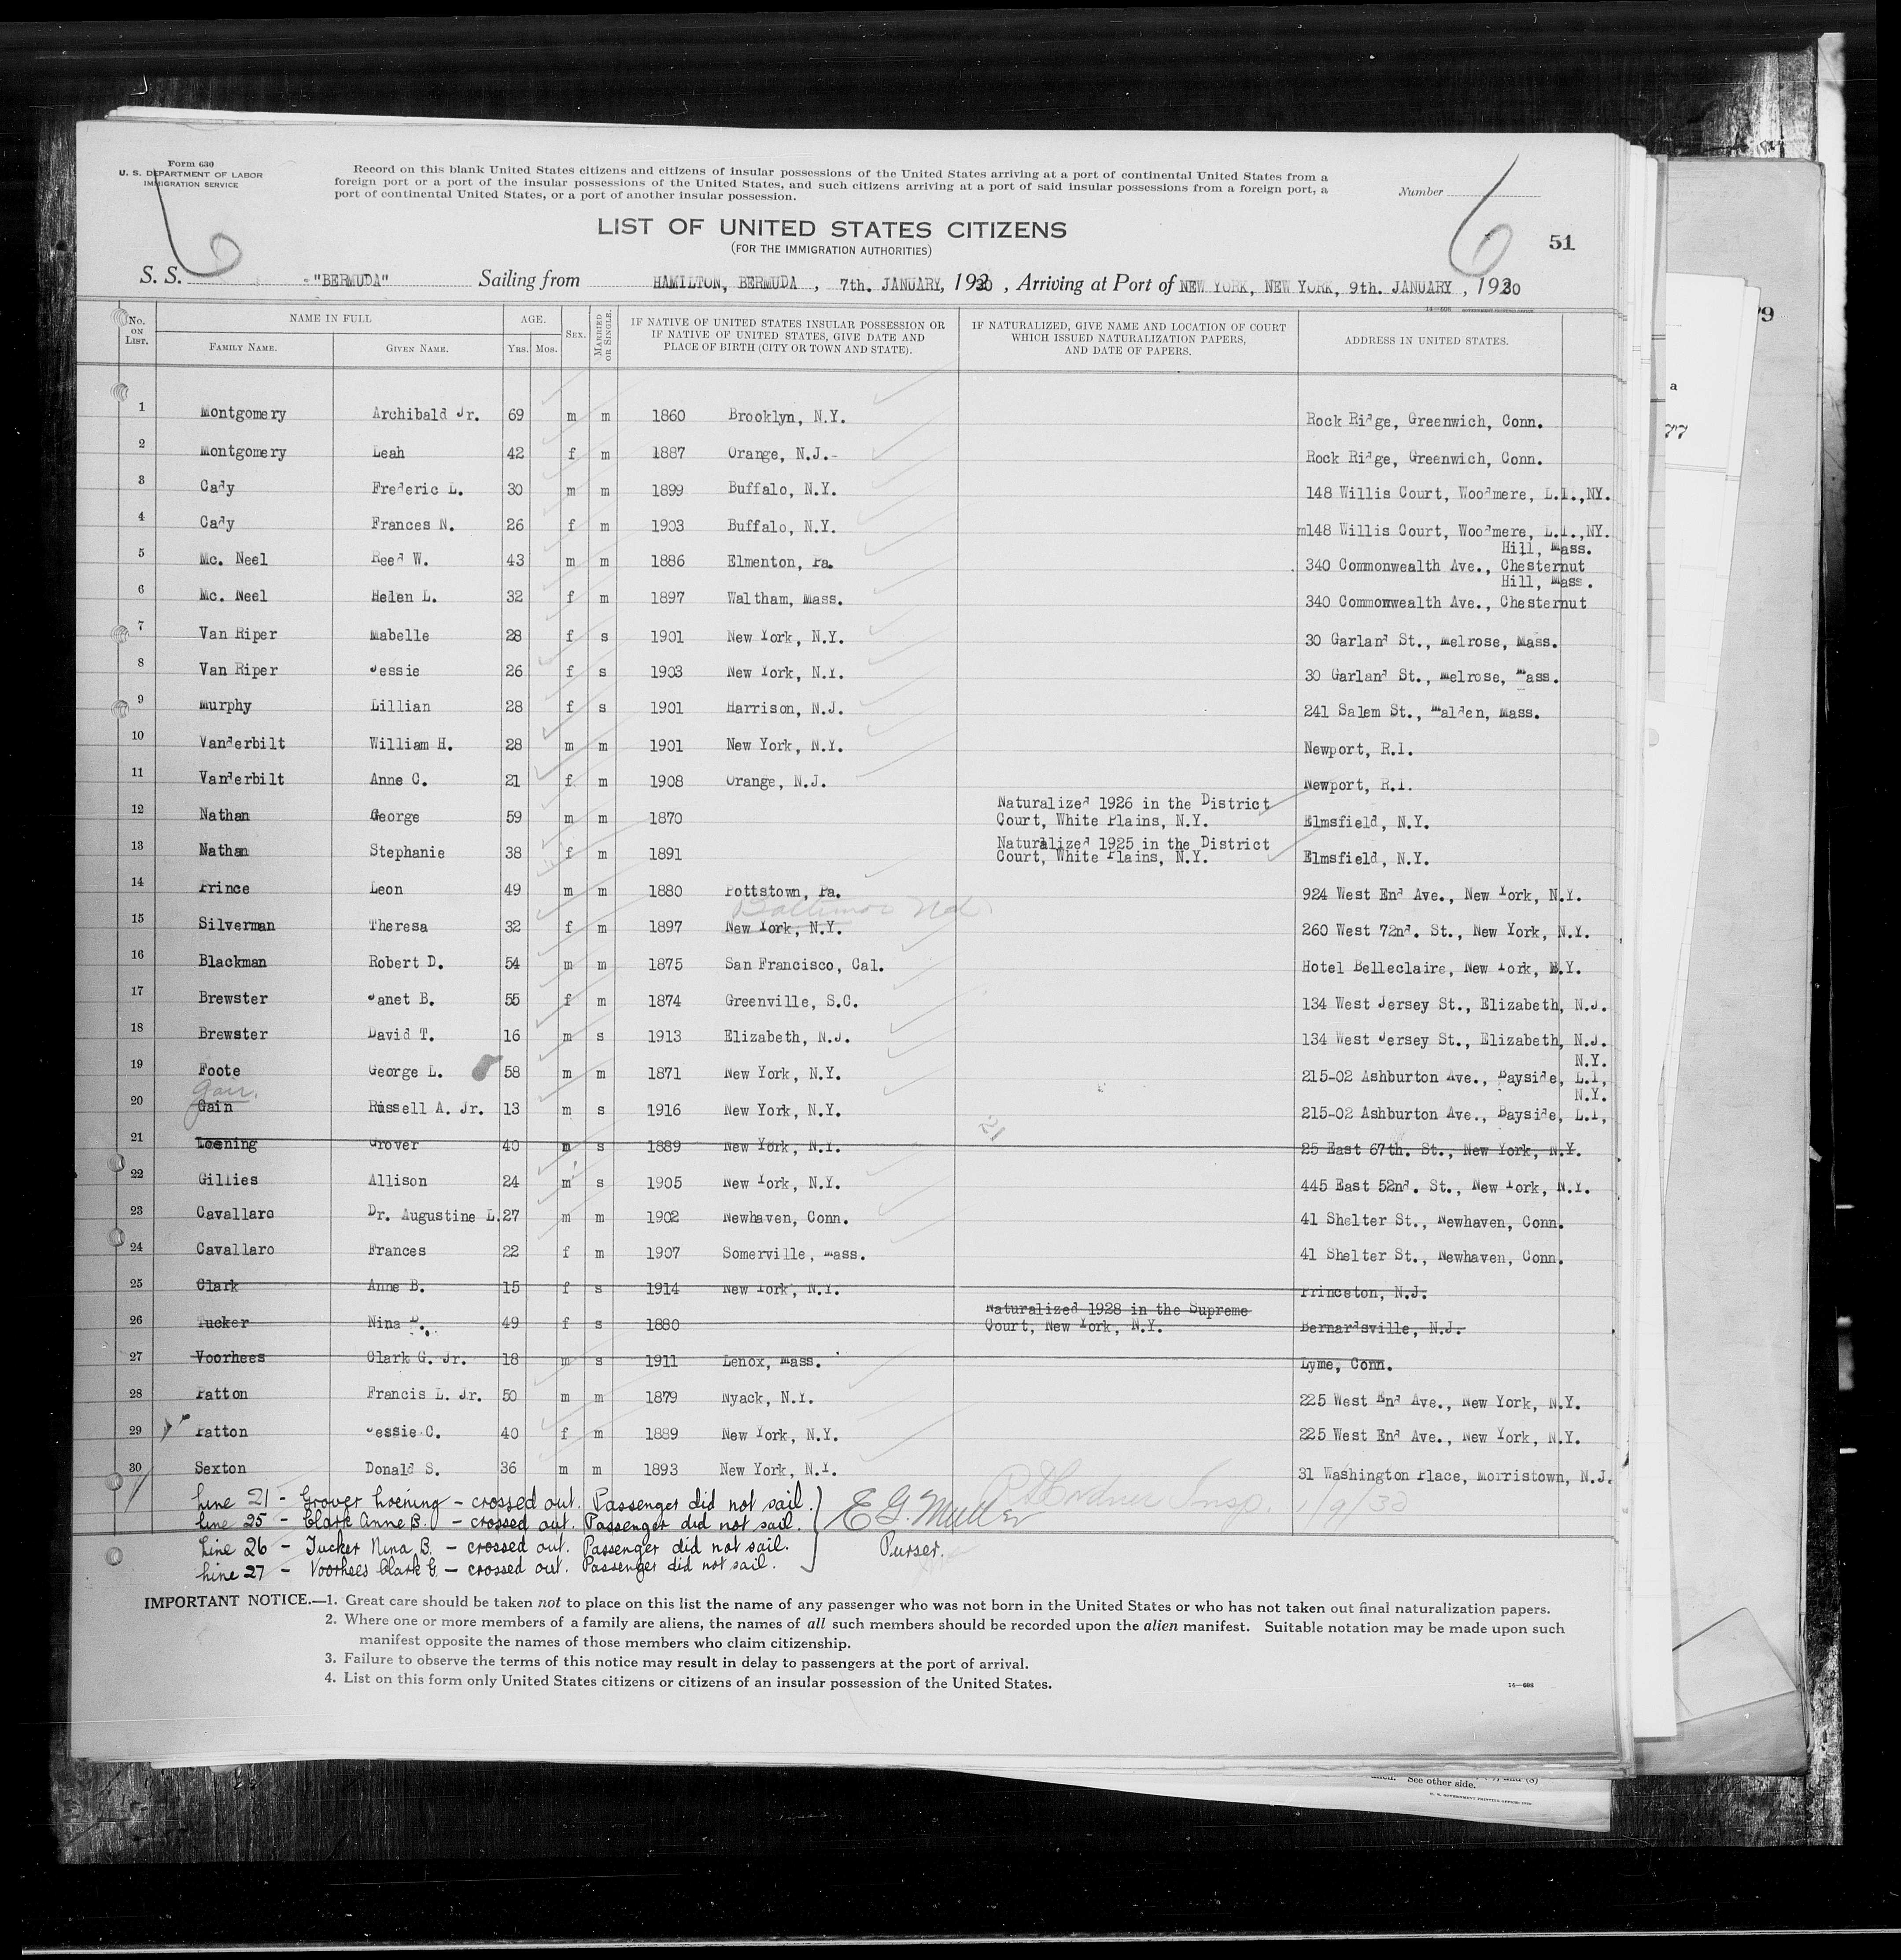 Form 630
U. S. DEPARTMENT OF LABOR
IMMIGRATION SERVICE
Record on this blank United States citizens and citizens of insular possessions of the United States arriving at a port of continental United States from a
foreign port or a port of the insular possessions of the United States, and such citizens arriving at a port of said insular possessions from a foreign port, a
port of continental United States, or a port of another insular possession.
Number
6
6
51
LIST OF UNITED STATES CITIZENS
(FOR THE IMMIGRATION AUTHORITIES)
S. S. "BERMUDA" Sailing from HAMILTON, BERMUDA , 7th. JANUARY, 1930 , Arriving at Port of NEW YORK, NEW YORK, 9th. JANUARY , 1930
No. on List. NAME IN FULL AGE. Sex. Married or Single. IF NATIVE OF UNITED STATES INSULAR POSSESSION OR IF NATIVE OF UNITED STATES, GIVE DATE AND PLACE OF BIRTH (CITY OR TOWN AND STATE). IF NATURALIZED, GIVE NAME AND LOCATION OF COURT WHICH ISSUED NATURALIZATION PAPERS, AND DATE OF PAPERS. ADDRESS IN UNITED STATES.
Family Name. Given Name. Yrs. Mos.
1 Montgomery Archibald Jr. 69 m m 1860 Brooklyn, N.Y. Rock Ridge, Greenwich, Conn.
2 Montgomery Leah 42 f m 1887 Orange, N.J.- Rock Ridge, Greenwich, Conn.
3 Cady Frederic L. 30 m m 1899 Buffalo, N.Y. 148 Willis Court, Woodmere, L.I.,NY.
4 Cady Frances N. 26 f m 1903 Buffalo, N.Y. m148 Willis Court, Woodmere, L.I.,NY.
Hill, Mass.
5 Mc. Neel Reed W. 43 m m 1886 Elmenton, Pa. 340 Commonwealth Ave., Chesternut
Hill, Mass.
6 Mc. Neel Helen L. 32 f m 1897 Waltham, Mass. 340 Commonwealth Ave., Chesternut
7 Van Riper Mabelle 28 f s 1901 New York, N.Y. 30 Garland St., Melrose, Mass.
8 Van Riper Jessie 26 f s 1903 New York, N.Y. 30 Garland St., Melrose, Mass.
9 Murphy Lillian 28 f s 1901 Harrison, N.J. 241 Salem St., Malden, Mass.
10 Vanderbilt William H. 28 m m 1901 New York, N.Y. Newport, R.I.
11 Vanderbilt Anne C. 21 f m 1908 Orange, N.J. Newport, R.I.
12 Nathan George 59 m m 1870 Naturalized 1926 in the District Court, White Plains, N.Y. Elmsfield, N.Y.
13 Nathan Stephanie 38 f m 1891 Naturalized 1925 in the District Court, White Plains, N.Y. Elmsfield, N.Y.
14 Prince Leon 49 m m 1880 Pottstown, Pa. 924 West End Ave., New York, N.Y.
Baltimore Md
15 Silverman Theresa 32 f m 1897 New York, N.Y. 260 West 72nd. St., New York, N.Y.
16 Blackman Robert D. 54 m m 1875 San Francisco, Cal. Hotel Belleclaire, New York, N.Y.
17 Brewster Janet B. 55 f m 1874 Greenville, S.C. 134 West Jersey St., Elizabeth, N.J.
18 Brewster David T. 16 m s 1913 Elizabeth, N.J. 134 West Jersey St., Elizabeth, N.J.
N.Y.
19 Foote George L. 58 m m 1871 New York, N.Y. 215-02 Ashburton Ave., Bayside, L.I,
Gair. N.Y.
20 Gain Russell A. Jr. 13 m s 1916 New York, N.Y. 215-02 Ashburton Ave., Bayside, L.I,
21
21 Loening Grover 40 m s 1889 New York, N.Y. 25 East 67th. St., New York, N.Y.
22 Gillies Allison 24 m s 1905 New York, N.Y. 445 East 52nd. St., New York, N.Y.
23 Cavallaro Dr. Augustine L. 27 m m 1902 Newhaven, Conn. 41 Shelter St., Newhaven, Conn.
24 Cavallaro Frances 22 f m 1907 Somerville, Mass. 41 Shelter St., Newhaven, Conn.
25 Clark Anne B. 15 f s 1914 New York, N.Y. Princeton, N.J.
26 Tucker Nina P. 49 f s 1880 Naturalized 1928 in the Supreme Court, New York, N.Y. Bernardsville, N.J.
27 Voorhees Clark G. Jr. 18 m s 1911 Lenox, Mass. Lyme, Conn.
28 Patton Francis L. Jr. 50 m m 1879 Nyack, N.Y. 225 West End Ave., New York, N.Y.
29 Patton Jessie C. 40 f m 1889 New York, N.Y. 225 West End Ave., New York, N.Y.
30 Sexton Donald S. 36 m m 1893 New York, N.Y. 31 Washington Place, Morristown, N.J.
Line 21 - Grover Loening - crossed out. Passenger did not sail.
Line 25 - Clark Anne B. - crossed out. Passenger did not sail.
Line 26 - Tucker Nina B. - crossed out. Passenger did not sail.
Line 27 - Voorhees Clark G. - crossed out. Passenger did not sail.
E G. Muller
Purser.
Insp. 1/9/30
IMPORTANT NOTICE.—1. Great care should be taken not to place on this list the name of any passenger who was not born in the United States or who has not taken out final naturalization papers.
2. Where one or more members of a family are aliens, the names of all such members should be recorded upon the alien manifest. Suitable notation may be made upon such
manifest opposite the names of those members who claim citizenship.
3. Failure to observe the terms of this notice may result in delay to passengers at the port of arrival.
4. List on this form only United States citizens or citizens of an insular possession of the United States.
14—686
See other side.